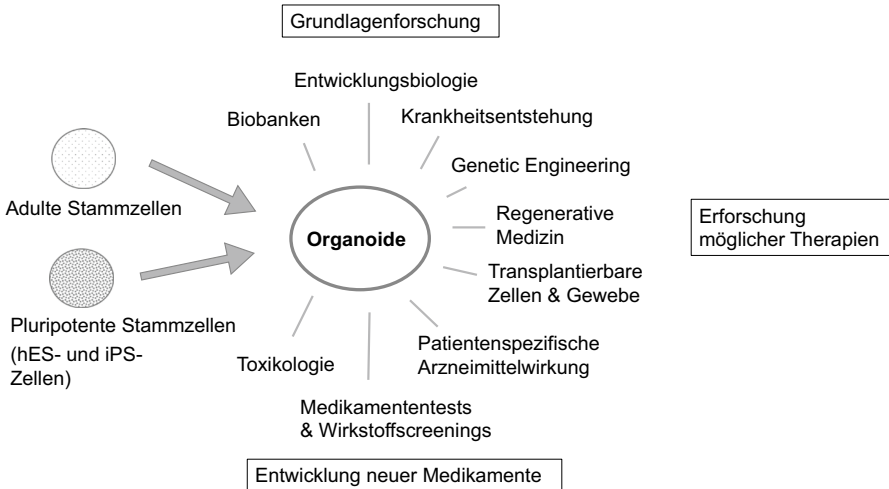 Grundlagenforschung
Entwicklungsbiologie
Biobanken
Krankheitsentstehung
Genetic Engineering
Adulte Stammzellen
Regenerative
Medizin
Organoide
Erforschung
möglicher Therapien
Transplantierbare
Zellen & Gewebe
Pluripotente Stammzellen
(hES- und iPS-
Zellen)
Toxikologie
Patientenspezifische
Arzneimittelwirkung
Medikamententests
& Wirkstoffscreenings
Entwicklung neuer Medikamente